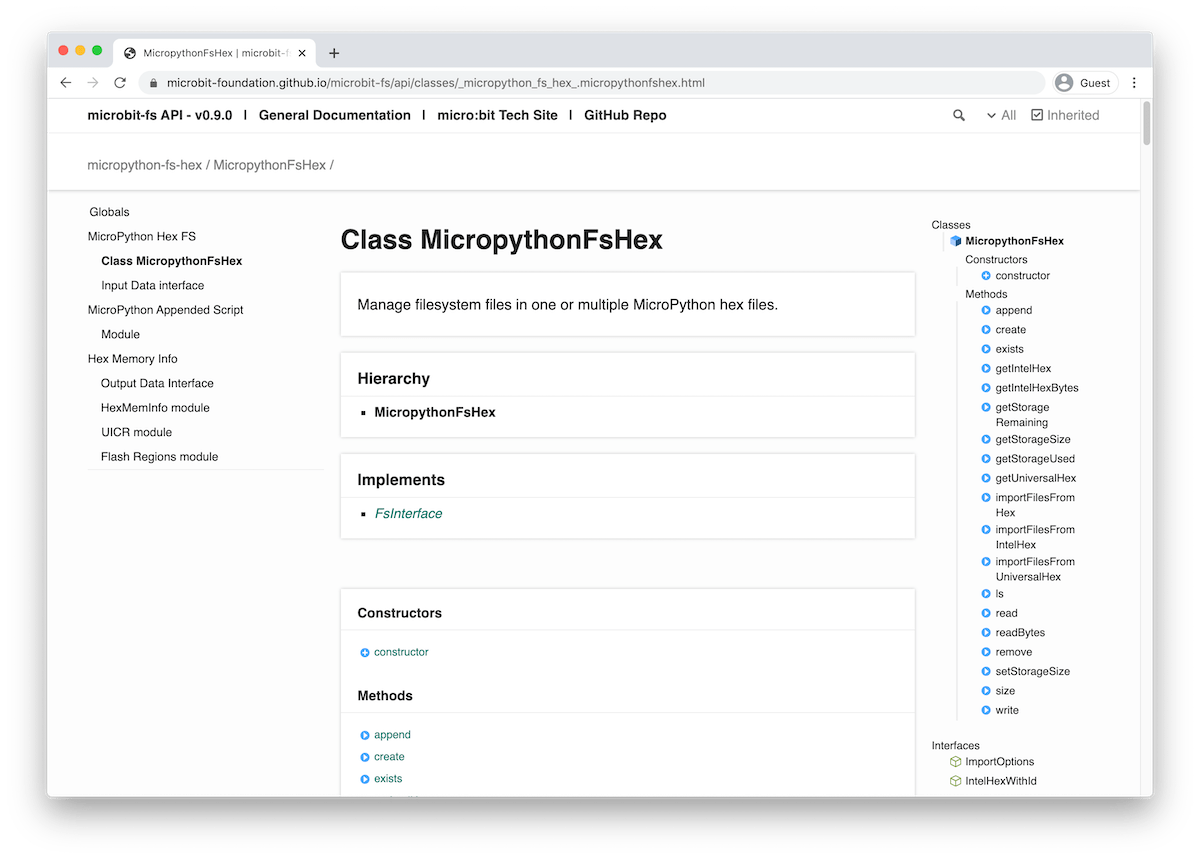 MicropythonFsHex | microbit-f
microbit-foundation.github.io/microbit-fs/api/classes/_micropython_fs_hex_.micropythonfshex.html
Guest
microbit-fs API - v0.9.0 | General Documentation | micro:bit Tech Site | GitHub Repo
All
Inherited
micropython-fs-hex / MicropythonFsHex /
Globals
MicroPython Hex FS
Class MicropythonFsHex
Input Data interface
MicroPython Appended Script
Module
Hex Memory Info
Output Data Interface
HexMemInfo module
UICR module
Flash Regions module
Class MicropythonFsHex
Manage filesystem files in one or multiple MicroPython hex files.
Hierarchy
MicropythonFsHex
Implements
FsInterface
Constructors
constructor
Methods
append
create
exists
Classes
MicropythonFsHex
Constructors
constructor
Methods
append
create
exists
getIntelHex
getIntelHexBytes
getStorage
Remaining
getStorageSize
getStorageUsed
getUniversalHex
importFilesFrom
Hex
importFilesFrom
IntelHex
importFilesFrom
UniversalHex
ls
read
readBytes
remove
setStorageSize
size
write
Interfaces
ImportOptions
IntelHexWithId